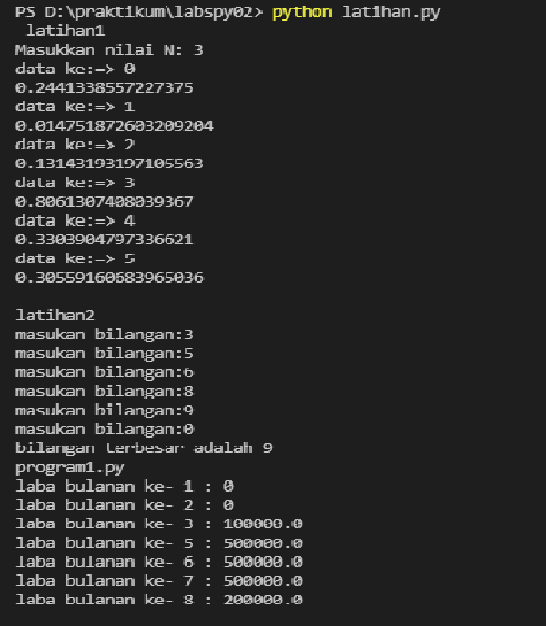 PS D:\praktikum\labspy02> python latihan.py
latihan1
Masukkan nilai N: 3
data ke:=> 0
0.2441338557227375
data ke:=> 1
0.014751872603209204
data ke:=> 2
0.13143193197105563
data ke:=> 3
0.8061307408039367
data ke:=> 4
0.3303904797336621
data ke:=> 5
0.30559160683965036
latihan2
masukan bilangan:3
masukan bilangan:5
masukan bilangan:6
masukan bilangan:8
masukan bilangan:9
masukan bilangan:0
bilangan terbesar adalah 9
program1.py
laba bulanan ke- 1 : 0
laba bulanan ke- 2 : 0
laba bulanan ke- 3 : 100000.0
laba bulanan ke- 5 : 500000.0
laba bulanan ke- 6 : 500000.0
laba bulanan ke- 7 : 500000.0
laba bulanan ke- 8 : 200000.0